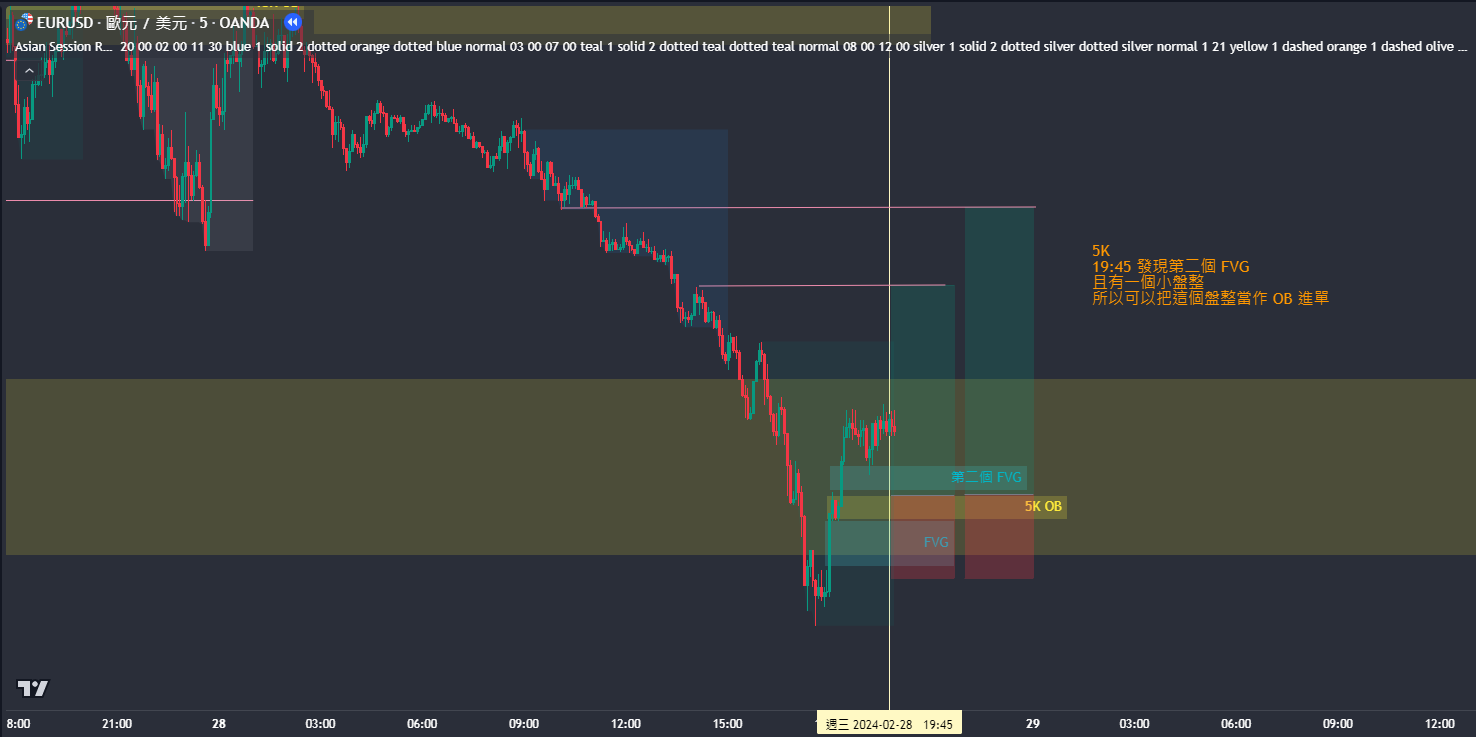 EURUSD · 歐元 / 美元 · 5 · OANDA
Asian Session R... 20 00 02 00 11 30 blue 1 solid 2 dotted orange dotted blue normal 03 00 07 00 teal 1 solid 2 dotted teal dotted teal normal 08 00 12 00 silver 1 solid 2 dotted silver dotted silver normal 1 21 yellow 1 dashed orange 1 dashed olive ...
5K
19:45 發現第二個 FVG
且有一個小盤整
所以可以把這個盤整當作 OB 進單
第二個 FVG
5K OB
FVG
8:00 21:00 28 03:00 06:00 09:00 12:00 15:00 週三 2024-02-28 19:45 29 03:00 06:00 09:00 12:00